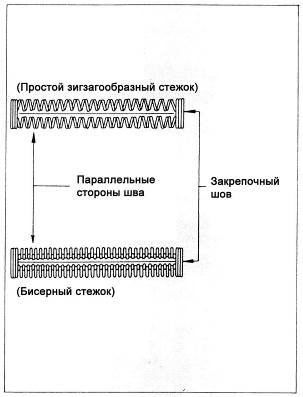 (Простой зигзагообразный стежок)
Параллельные
стороны шва
Закрепочный
шов
(Бисерный стежок)